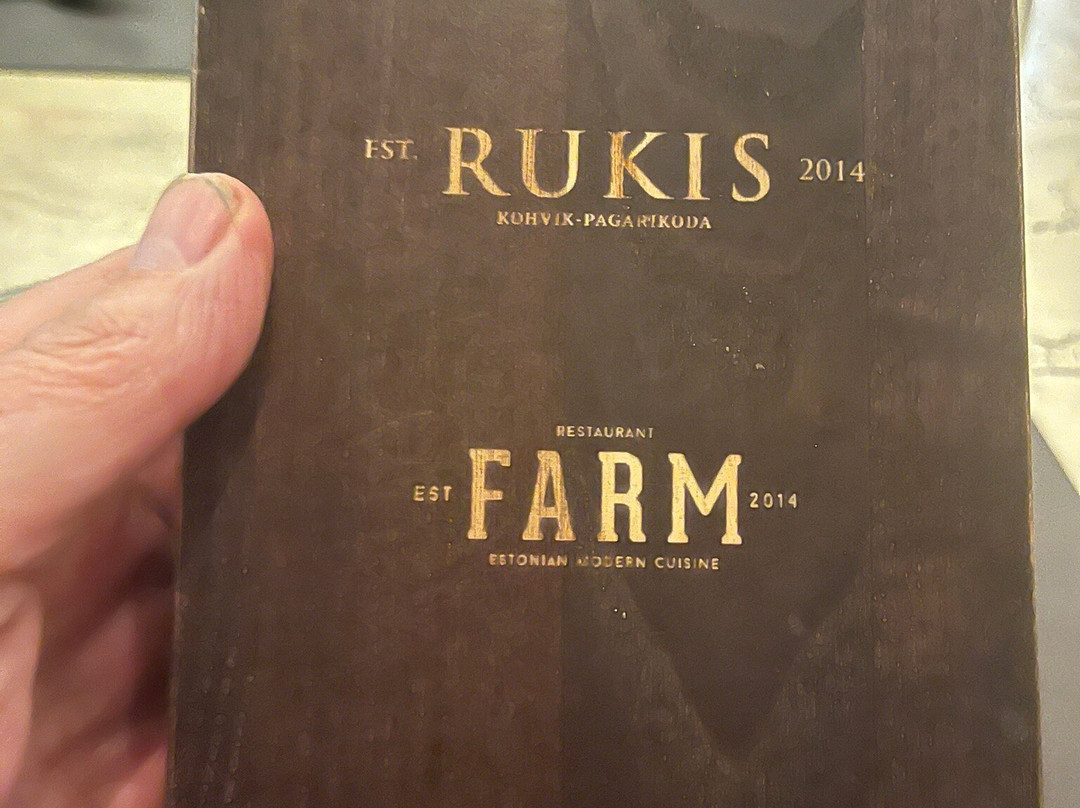 EST. RUKIS 2014
KOHVIK-PAGARIKODA
RESTAURANT
EST FARM 2014
ESTONIAN MODERN CUISINE